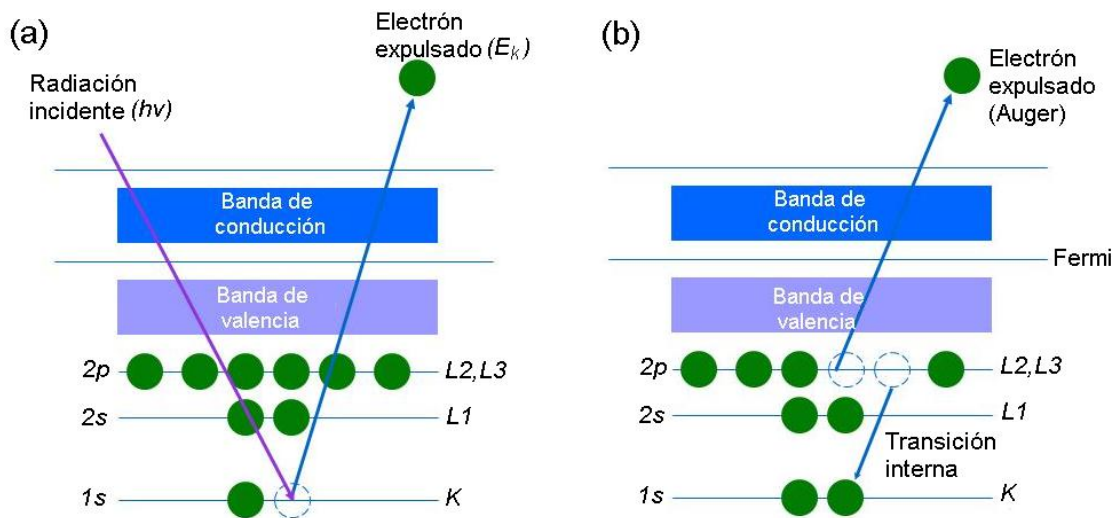 (a)
Electrón
expulsado (Ek)
Radiación
incidente (hv)
Banda de
conducción
Banda de
valencia
2p
L2,L3
2s
L1
1s
K
(b)
Electrón
expulsado
(Auger)
Banda de
conducción
Fermi
Banda de
valencia
2p
L2,L3
2s
L1
Transición
interna
1s
K